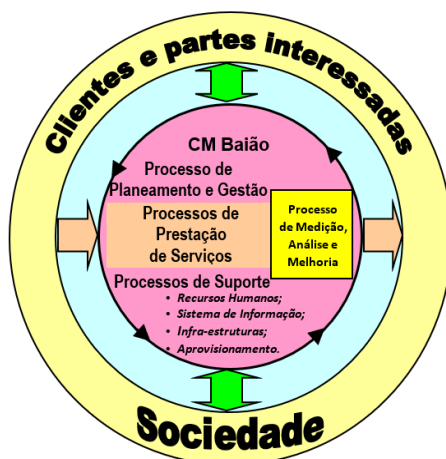 Clientes e partes interessadas
CM Baião
Processo de
Planeamento e Gestão
Processos de
Prestação
de Serviços
Processo
de Medição,
Análise e
Melhoria
Processos de Suporte
• Recursos Humanos;
• Sistema de Informação;
• Infra-estruturas;
• Aprovisionamento.
Sociedade